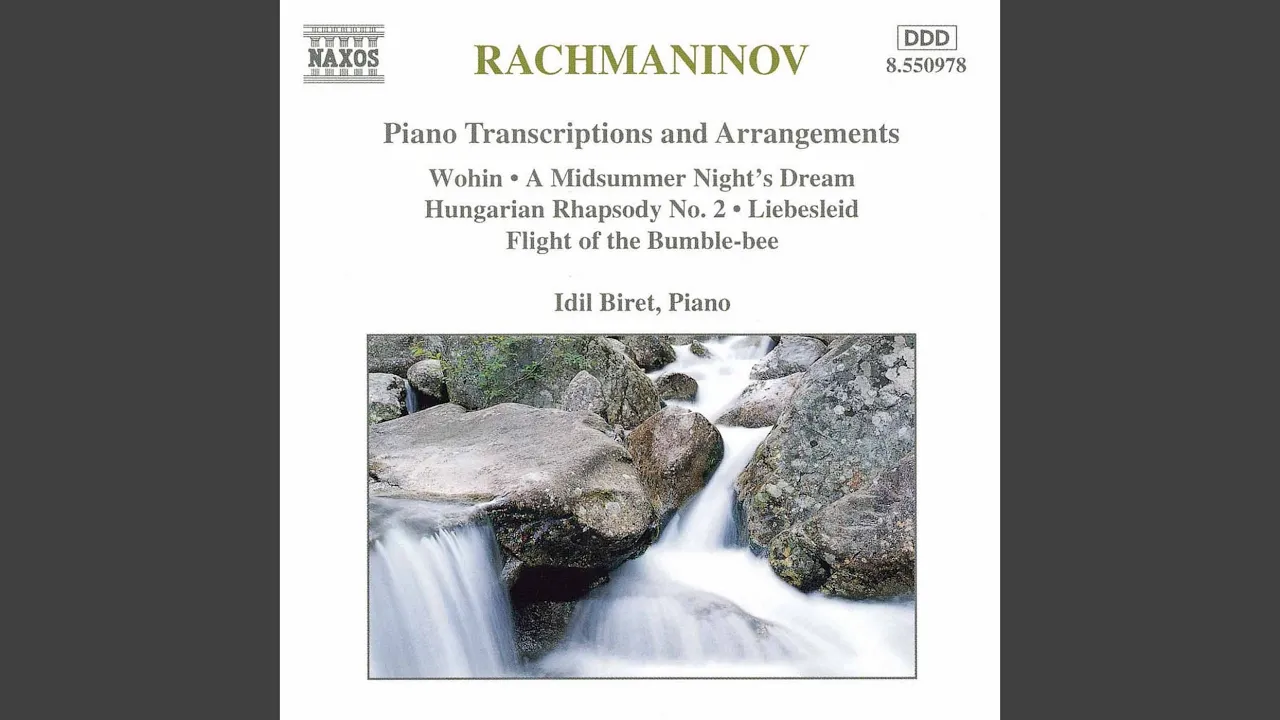 NAXOS
RACHMANINOV
DDD
8.550978
Piano Transcriptions and Arrangements
Wohin • A Midsummer Night's Dream
Hungarian Rhapsody No. 2 • Liebesleid
Flight of the Bumble-bee
Idil Biret, Piano